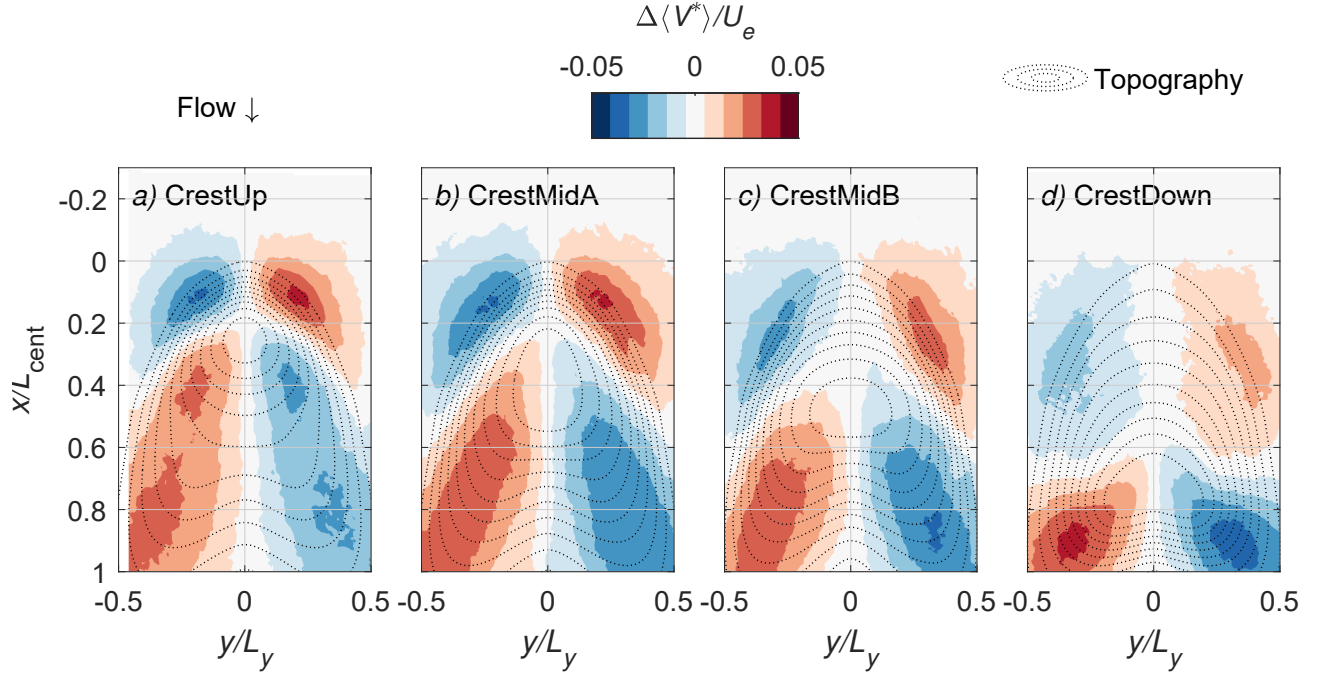 Δ⟨V*⟩/U_e
-0.05 0 0.05
Topography
Flow ↓
a) CrestUp
b) CrestMidA
c) CrestMidB
d) CrestDown
x/L_cent
-0.2
0
0.2
0.4
0.6
0.8
1
-0.5 0 0.5
-0.5 0 0.5
-0.5 0 0.5
-0.5 0 0.5
y/L_y
y/L_y
y/L_y
y/L_y